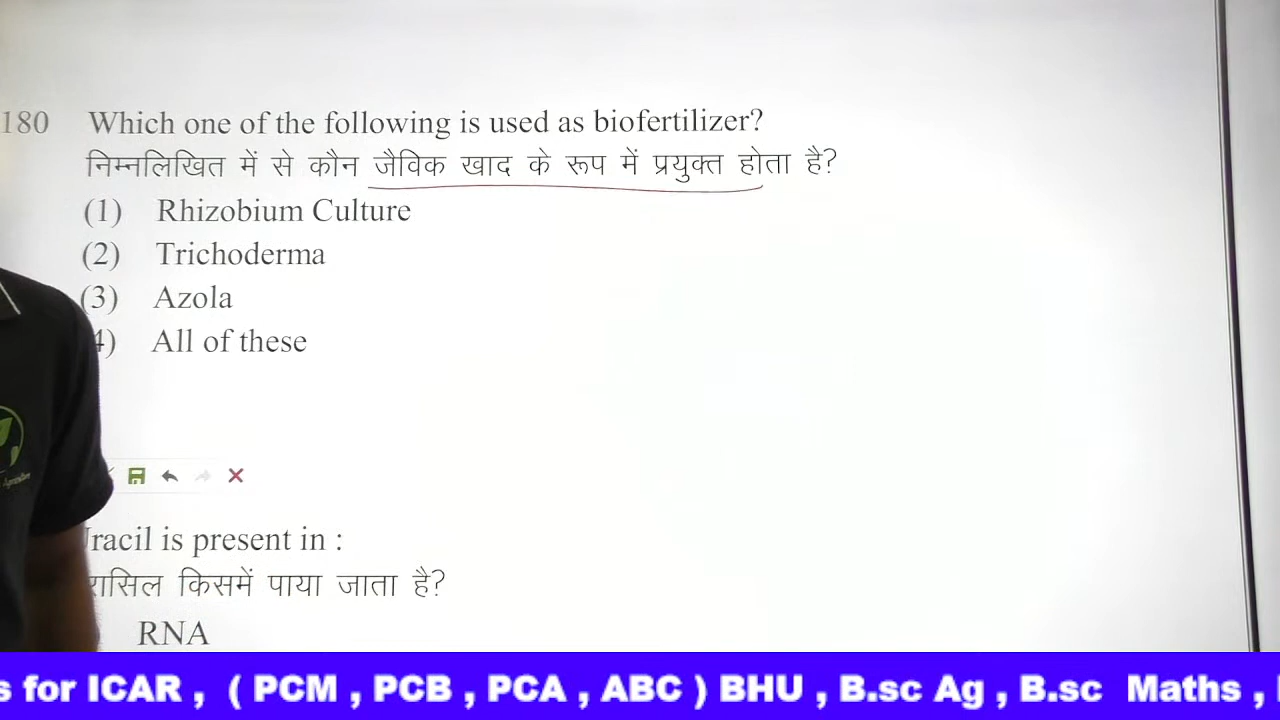 180 Which one of the following is used as biofertilizer?
निम्नलिखित में से कौन जैविक खाद के रूप में प्रयुक्त होता है?
(1) Rhizobium Culture
(2) Trichoderma
(3) Azola
4) All of these
racil is present in :
रासिल किसमें पाया जाता है?
RNA
s for ICAR , ( PCM , PCB , PCA , ABC ) BHU , B.sc Ag , B.sc Maths ,